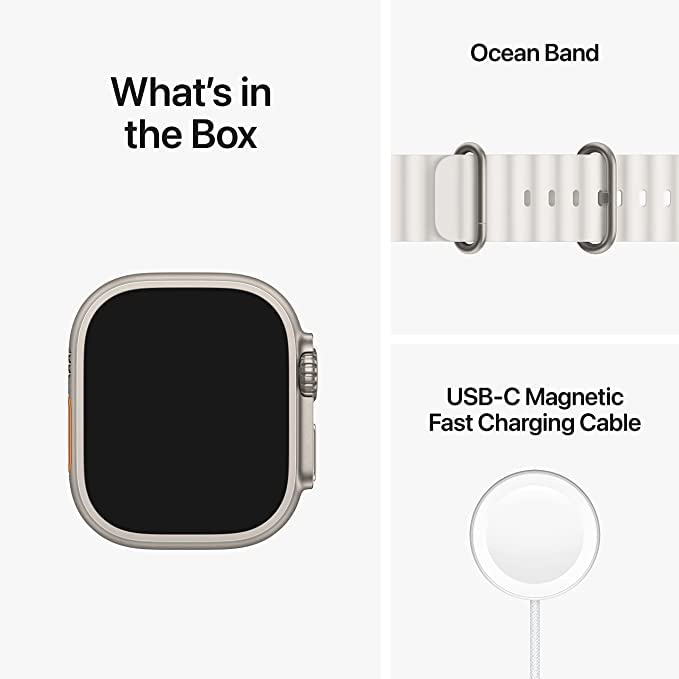 What’s in
the Box
Ocean Band
USB-C Magnetic
Fast Charging Cable